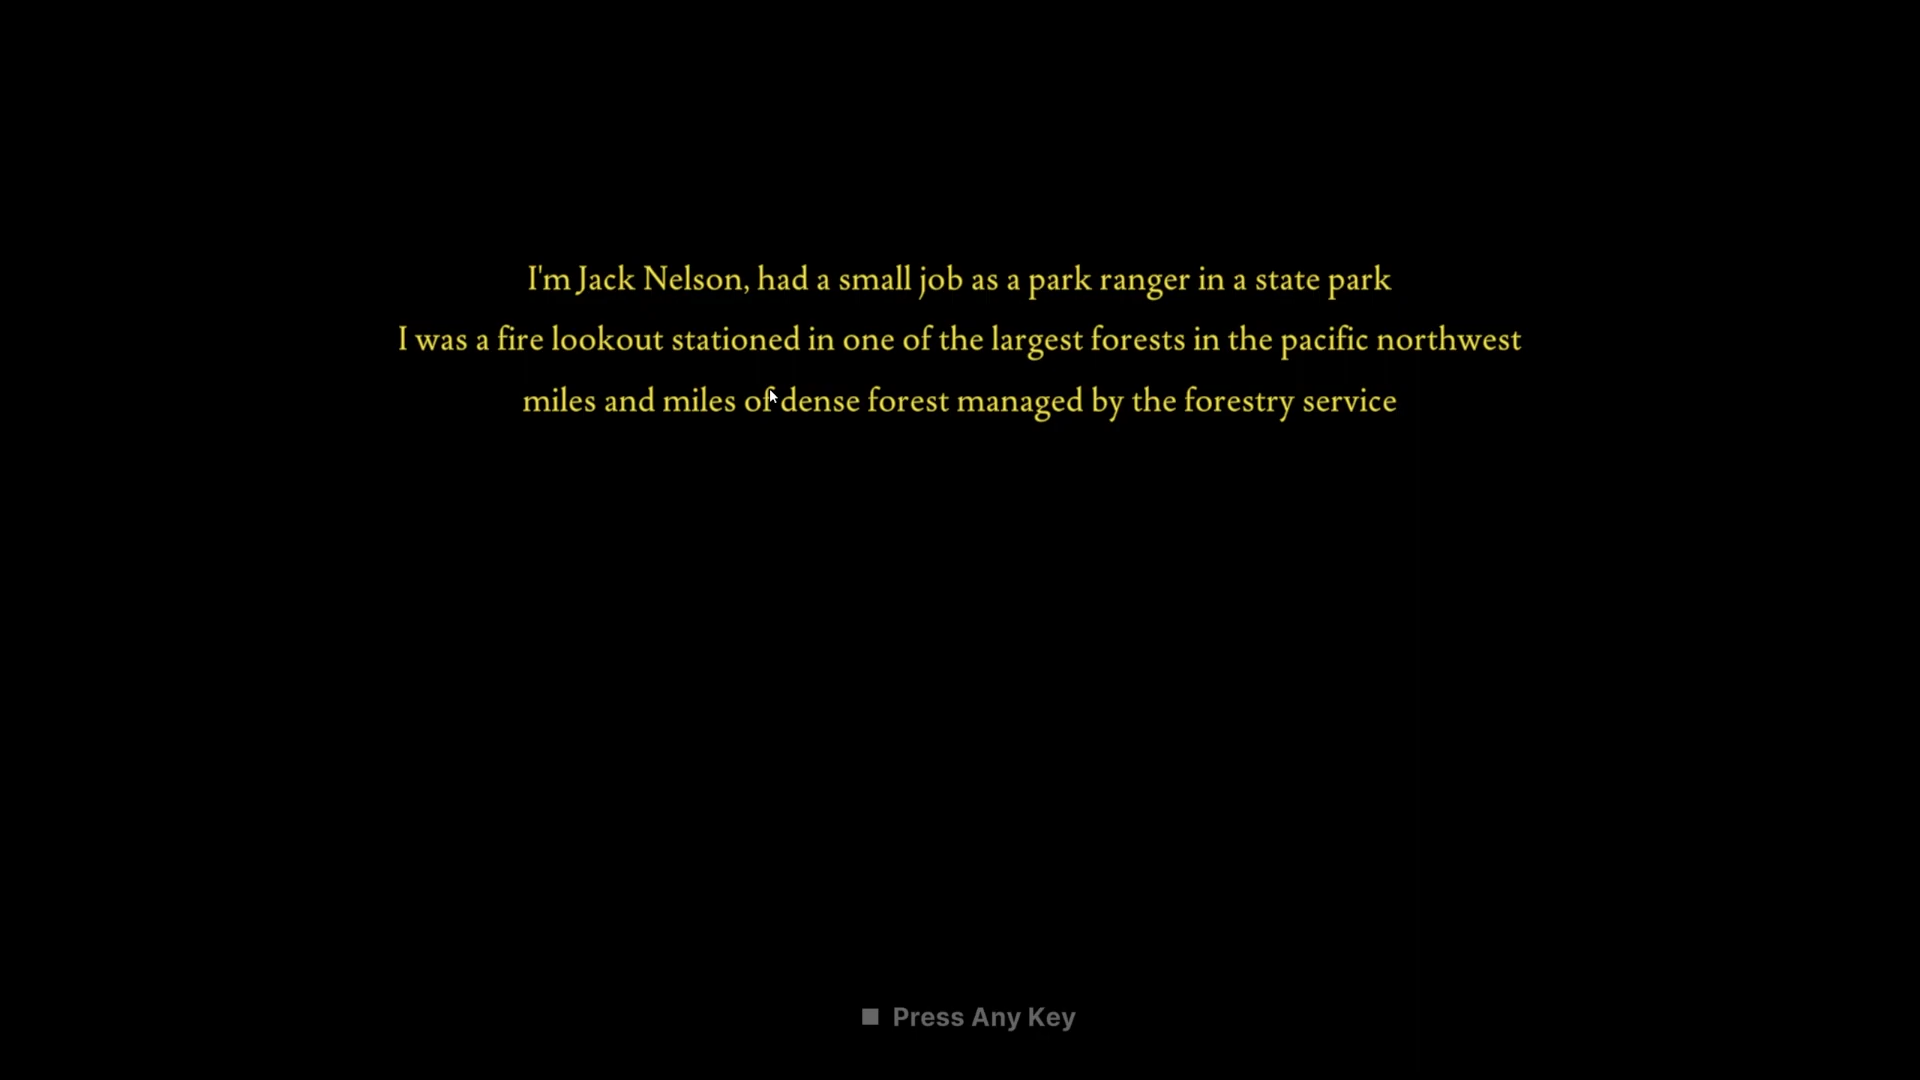 I'm Jack Nelson, had a small job as a park ranger in a state park
I was a fire lookout stationed in one of the largest forests in the pacific northwest
miles and miles of dense forest managed by the forestry service
Press Any Key